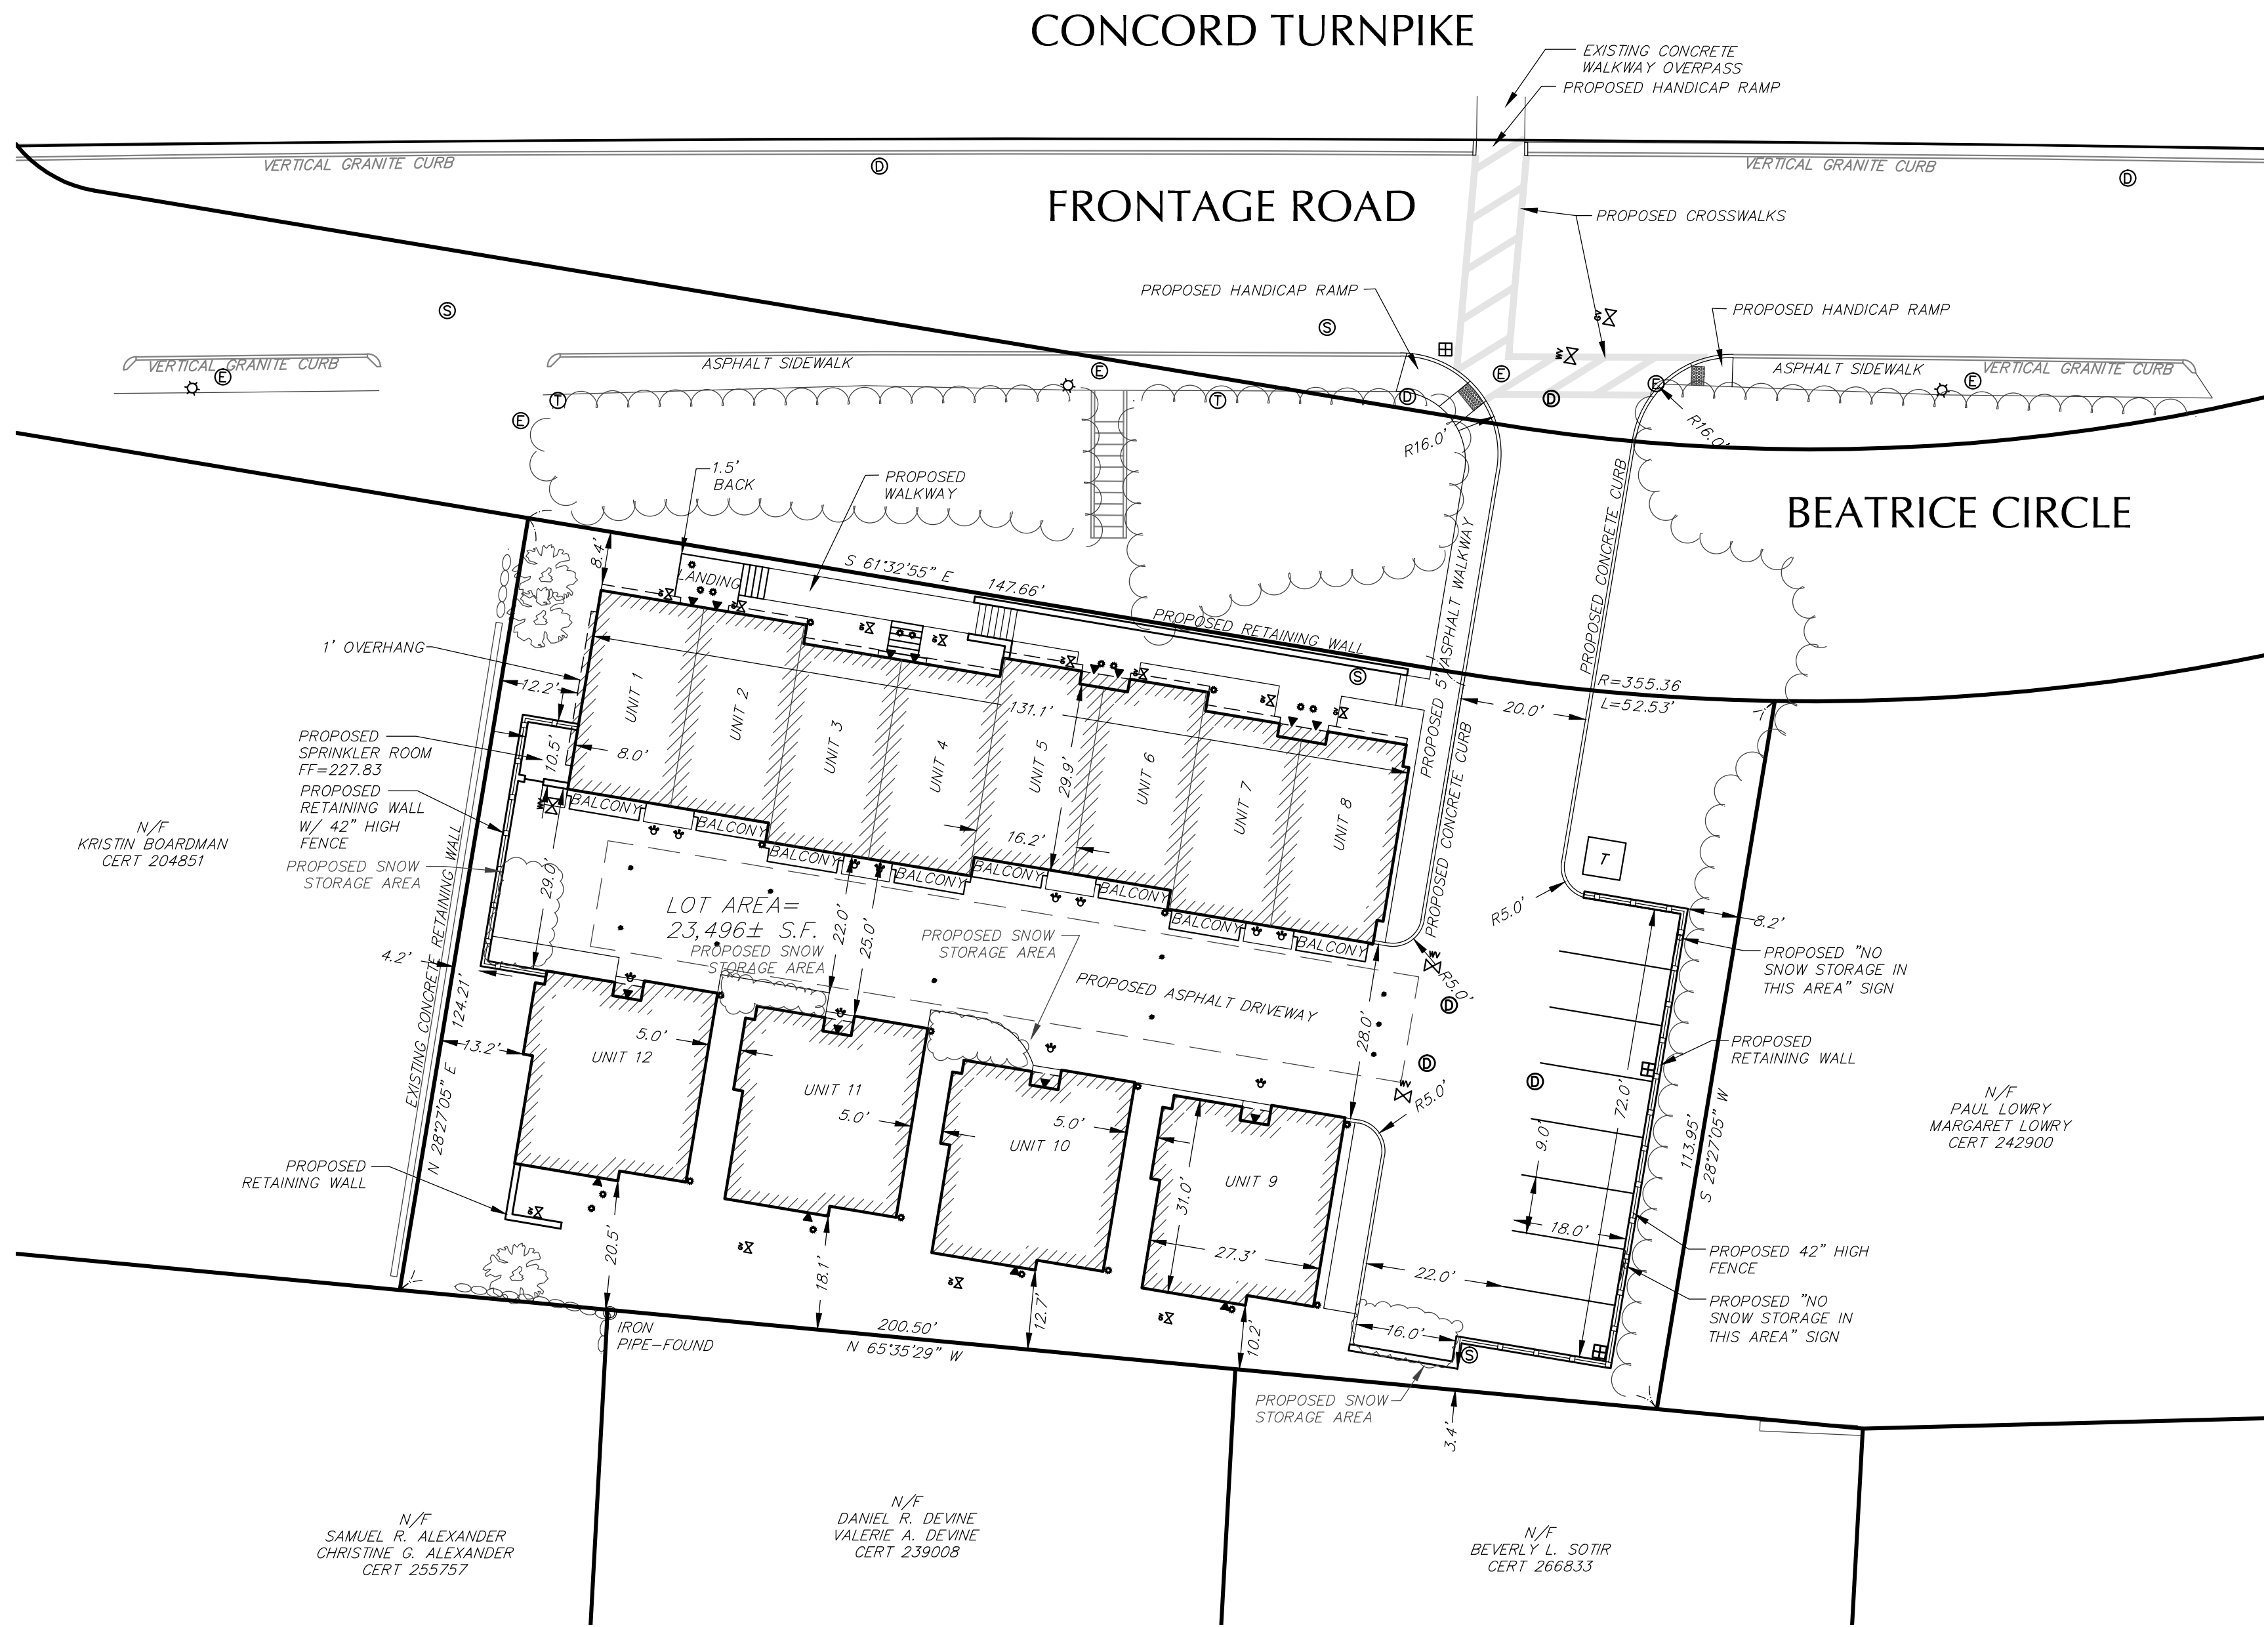 CONCORD TURNPIKE
EXISTING CONCRETE
WALKWAY OVERPASS
PROPOSED HANDICAP RAMP
VERTICAL GRANITE CURB
VERTICAL GRANITE CURB
D
D
FRONTAGE ROAD
PROPOSED CROSSWALKS
PROPOSED HANDICAP RAMP
PROPOSED HANDICAP RAMP
S
S
VERTICAL GRANITE CURB
ASPHALT SIDEWALK
ASPHALT SIDEWALK
VERTICAL GRANITE CURB
E
E
E
E
E
E
T
T
D
D
R16.0'
R16.0'
1.5'
BACK
PROPOSED
WALKWAY
BEATRICE CIRCLE
8.4'
LANDING
S 61°32'55" E
147.66'
PROPOSED RETAINING WALL
PROPOSED 5' ASPHALT WALKWAY
PROPOSED CONCRETE CURB
PROPOSED CONCRETE CURB
S
R=355.36
L=52.53'
20.0'
1' OVERHANG
12.2'
UNIT 1
UNIT 2
UNIT 3
UNIT 4
UNIT 5
UNIT 6
UNIT 7
UNIT 8
131.1'
29.9'
16.2'
8.0'
10.5'
PROPOSED
SPRINKLER ROOM
FF=227.83
PROPOSED
RETAINING WALL
W/ 42" HIGH
FENCE
PROPOSED SNOW
STORAGE AREA
N/F
KRISTIN BOARDMAN
CERT 204851
BALCONY
BALCONY
BALCONY
BALCONY
BALCONY
BALCONY
BALCONY
BALCONY
T
R5.0'
8.2'
29.0'
LOT AREA=
23,496± S.F.
PROPOSED SNOW
STORAGE AREA
22.0'
25.0'
PROPOSED SNOW
STORAGE AREA
PROPOSED ASPHALT DRIVEWAY
R5.0'
D
28.0'
D
D
R5.0'
PROPOSED "NO
SNOW STORAGE IN
THIS AREA" SIGN
PROPOSED
RETAINING WALL
4.2'
EXISTING CONCRETE RETAINING WALL
N 28°27'05" E 124.21'
13.2'
UNIT 12
5.0'
UNIT 11
5.0'
UNIT 10
5.0'
UNIT 9
31.0'
27.3'
72.0'
9.0'
18.0'
22.0'
16.0'
113.95'
S 28°27'05" W
N/F
PAUL LOWRY
MARGARET LOWRY
CERT 242900
PROPOSED
RETAINING WALL
PROPOSED 42" HIGH
FENCE
PROPOSED "NO
SNOW STORAGE IN
THIS AREA" SIGN
20.5'
18.1'
12.7'
10.2'
IRON
PIPE-FOUND
200.50'
N 65°35'29" W
S
PROPOSED SNOW
STORAGE AREA
3.4'
N/F
SAMUEL R. ALEXANDER
CHRISTINE G. ALEXANDER
CERT 255757
N/F
DANIEL R. DEVINE
VALERIE A. DEVINE
CERT 239008
N/F
BEVERLY L. SOTIR
CERT 266833